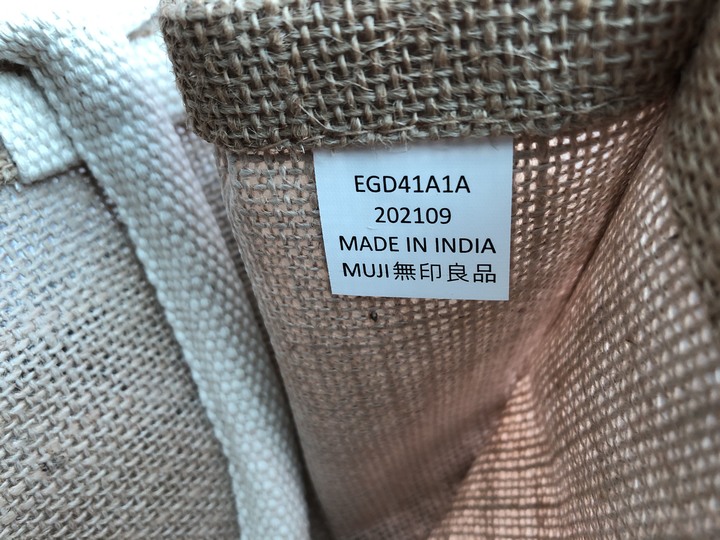 EGD41A1A
202109
MADE IN INDIA
MUJI無印良品